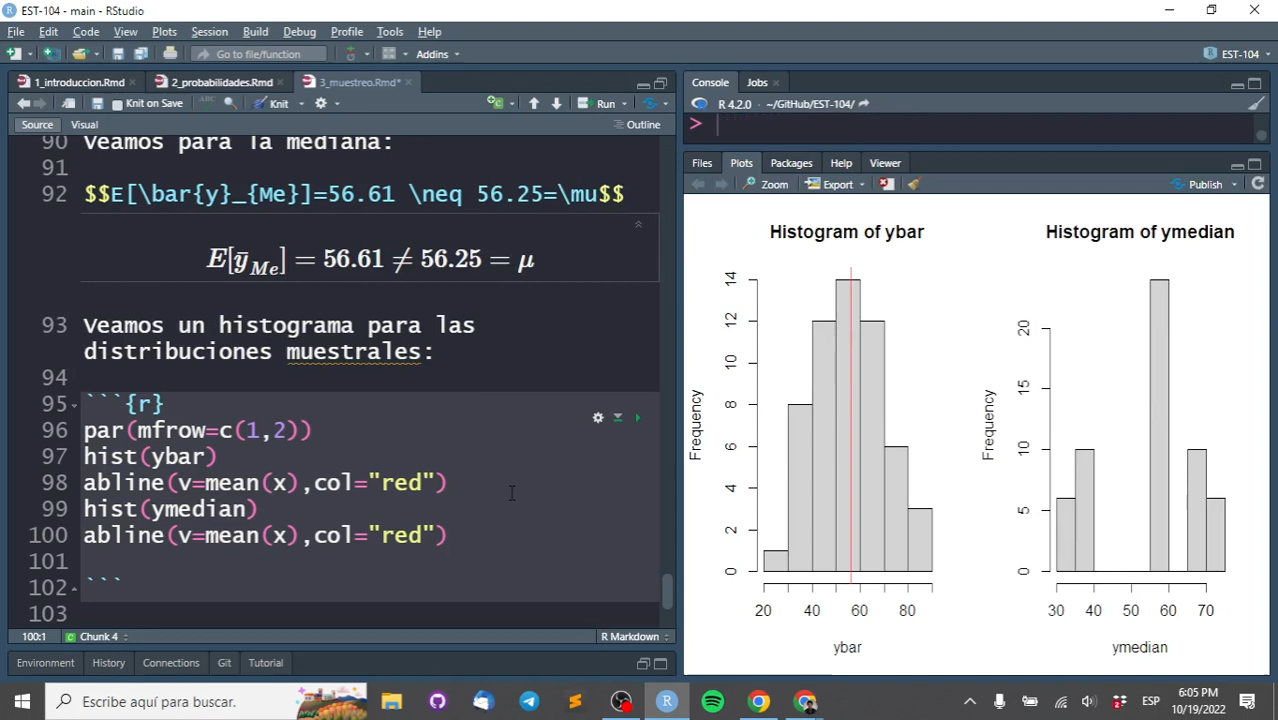 EST-104 - main - RStudio
File Edit Code View Plots Session Build Debug Profile Tools Help
Go to file/function Addins EST-104
1_introduccion.Rmd 2_probabilidades.Rmd 3_muestreo.Rmd*
Knit on Save ABC Knit Run
Source Visual Outline
90 Veamos para la mediana:
91
92 $$E[\bar{y}_{Me}]=56.61 \neq 56.25=\mu$$
E[ȳ_Me] = 56.61 ≠ 56.25 = μ
93 Veamos un histograma para las
distribuciones muestrales:
94
95 ```{r}
96 par(mfrow=c(1,2))
97 hist(ybar)
98 abline(v=mean(x),col="red")
99 hist(ymedian)
100 abline(v=mean(x),col="red")
101
102 ```
103
100:1 Chunk 4 R Markdown
Environment History Connections Git Tutorial
Console Jobs
R 4.2.0 · ~/GitHub/EST-104/
>
Files Plots Packages Help Viewer
Zoom Export Publish
Histogram of ybar
Frequency
14
12
10
8
6
4
2
0
20 40 60 80
ybar
Histogram of ymedian
Frequency
20
15
10
5
0
30 40 50 60 70
ymedian
Escribe aquí para buscar.
ESP
6:05 PM
10/19/2022